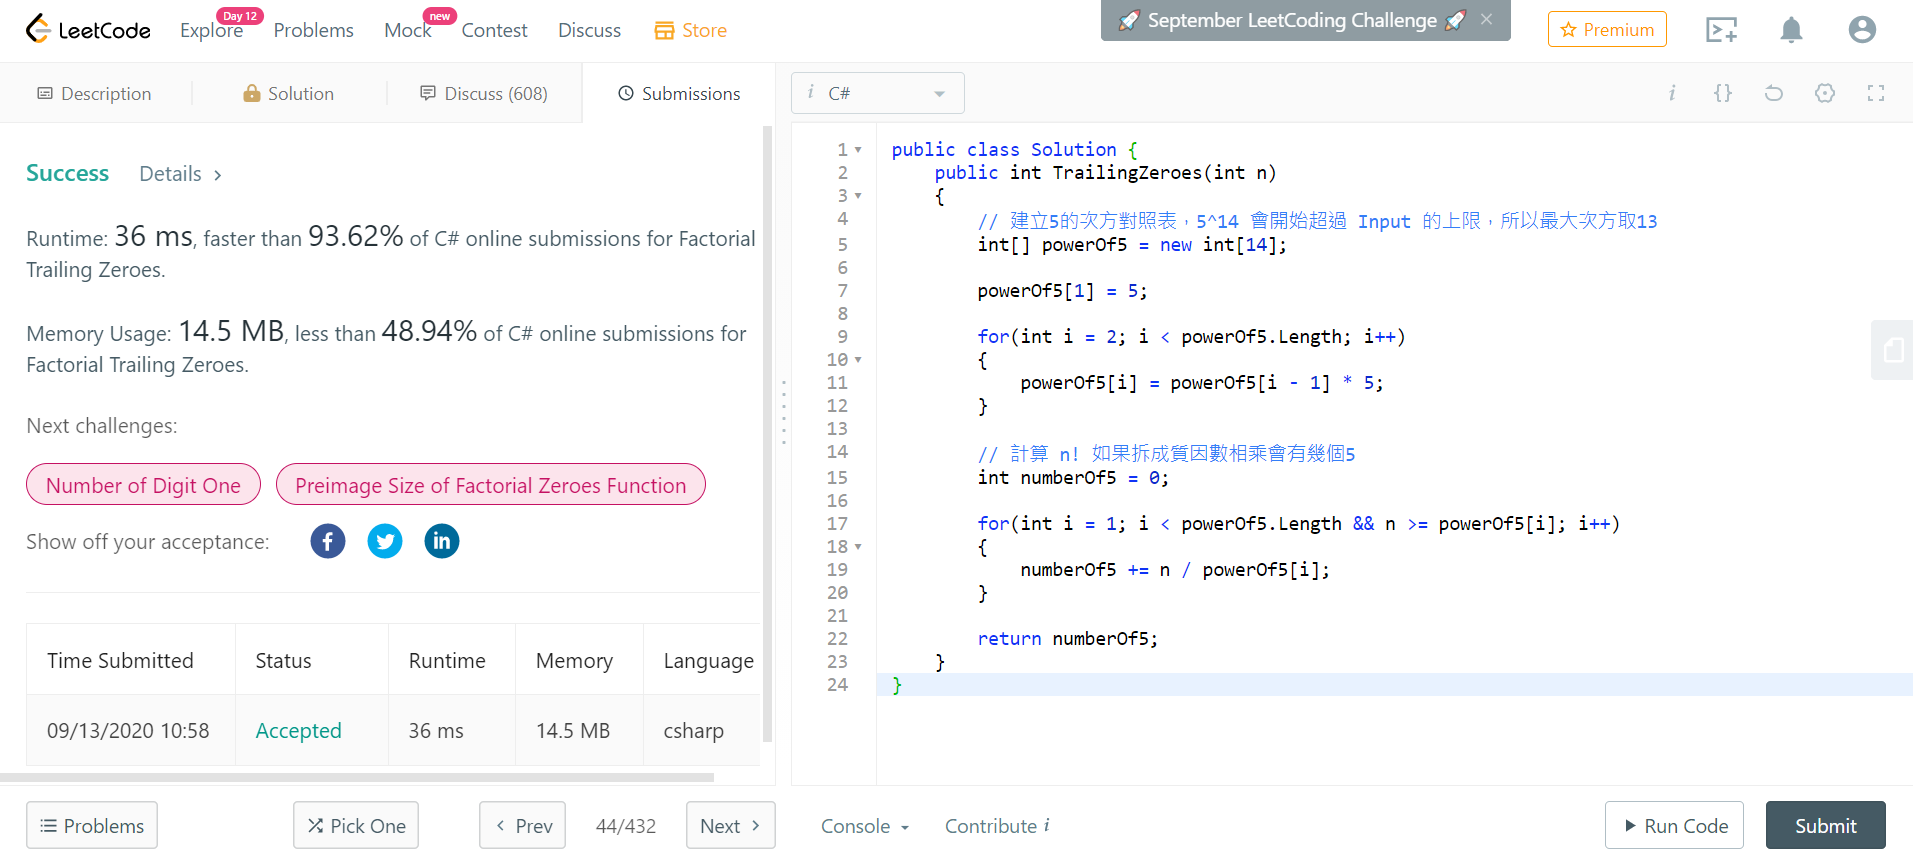 LeetCode
Explore
Day 12
Problems
Mock
new
Contest
Discuss
Store
🚀 September LeetCoding Challenge 🚀 ×
Premium
Description
Solution
Discuss (608)
Submissions
i C#
Success Details >
Runtime: 36 ms, faster than 93.62% of C# online submissions for Factorial
Trailing Zeroes.
Memory Usage: 14.5 MB, less than 48.94% of C# online submissions for
Factorial Trailing Zeroes.
Next challenges:
Number of Digit One
Preimage Size of Factorial Zeroes Function
Show off your acceptance:
Time Submitted Status Runtime Memory Language
09/13/2020 10:58 Accepted 36 ms 14.5 MB csharp
1 public class Solution {
2     public int TrailingZeroes(int n)
3     {
4         // 建立5的次方對照表，5^14 會開始超過 Input 的上限，所以最大次方取13
5         int[] powerOf5 = new int[14];
6
7         powerOf5[1] = 5;
8
9         for(int i = 2; i < powerOf5.Length; i++)
10         {
11             powerOf5[i] = powerOf5[i - 1] * 5;
12         }
13
14         // 計算 n! 如果拆成質因數相乘會有幾個5
15         int numberOf5 = 0;
16
17         for(int i = 1; i < powerOf5.Length && n >= powerOf5[i]; i++)
18         {
19             numberOf5 += n / powerOf5[i];
20         }
21
22         return numberOf5;
23     }
24 }
Problems
Pick One
< Prev
44/432
Next >
Console
Contribute i
Run Code
Submit